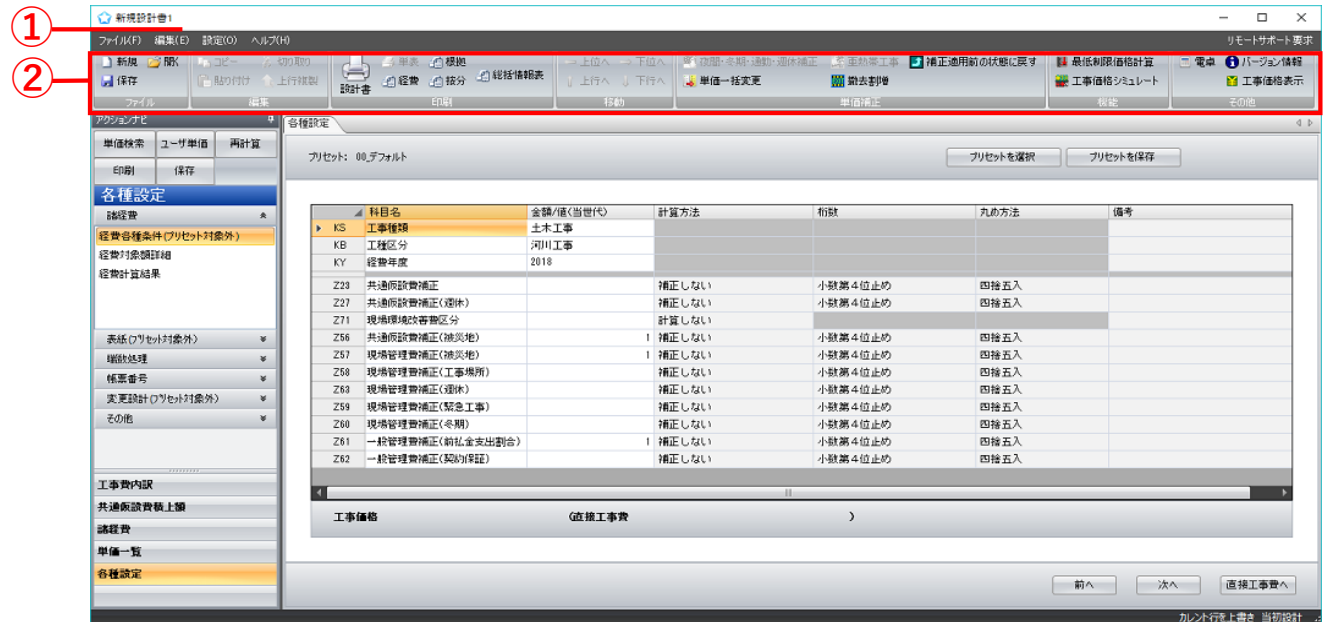 ①
新規設計書1
ファイル(F) 編集(E) 設定(O) ヘルプ(H) リモートサポート要求
②
新規 開く コピー 切り取り 単表 根拠 上位へ 下位へ 夜間・冬期・通勤・週休補正 亜熱帯工事 補正適用前の状態に戻す 最低制限価格計算 電卓 バージョン情報
保存 貼り付け 上行複製 設計書 経費 按分 総括情報表 上行へ 下行へ 単価一括変更 撤去割増 工事価格シミュレート 工事価格表示
ファイル 編集 印刷 移動 単価補正 機能 その他
アクションナビ
各種設定
単価検索 ユーザ単価 再計算
印刷 保存
プリセット: 00_デフォルト プリセットを選択 プリセットを保存
各種設定
諸経費
経費各種条件(プリセット対象外)
経費対象額詳細
経費計算結果
表紙(プリセット対象外)
端数処理
帳票番号
変更設計(プリセット対象外)
その他
工事費内訳
共通仮設費積上額
諸経費
単価一覧
各種設定
科目名 金額/値(当世代) 計算方法 桁数 丸め方法 備考
KS 工事種類 土木工事
KB 工種区分 河川工事
KY 経費年度 2018
Z23 共通仮設費補正 補正しない 小数第4位止め 四捨五入
Z27 共通仮設費補正(週休) 補正しない 小数第4位止め 四捨五入
Z71 現場環境改善費区分 計算しない
Z56 共通仮設費補正(被災地) 1 補正しない 小数第4位止め 四捨五入
Z57 現場管理費補正(被災地) 1 補正しない 小数第4位止め 四捨五入
Z58 現場管理費補正(工事場所) 補正しない 小数第4位止め 四捨五入
Z63 現場管理費補正(週休) 補正しない 小数第4位止め 四捨五入
Z59 現場管理費補正(緊急工事) 補正しない 小数第4位止め 四捨五入
Z60 現場管理費補正(冬期) 補正しない 小数第4位止め 四捨五入
Z61 一般管理費補正(前払金支出割合) 1 補正しない 小数第4位止め 四捨五入
Z62 一般管理費補正(契約保証) 補正しない 小数第4位止め 四捨五入
工事価格 (直接工事費 )
前へ 次へ 直接工事費へ
カレント行を上書き 当初設計